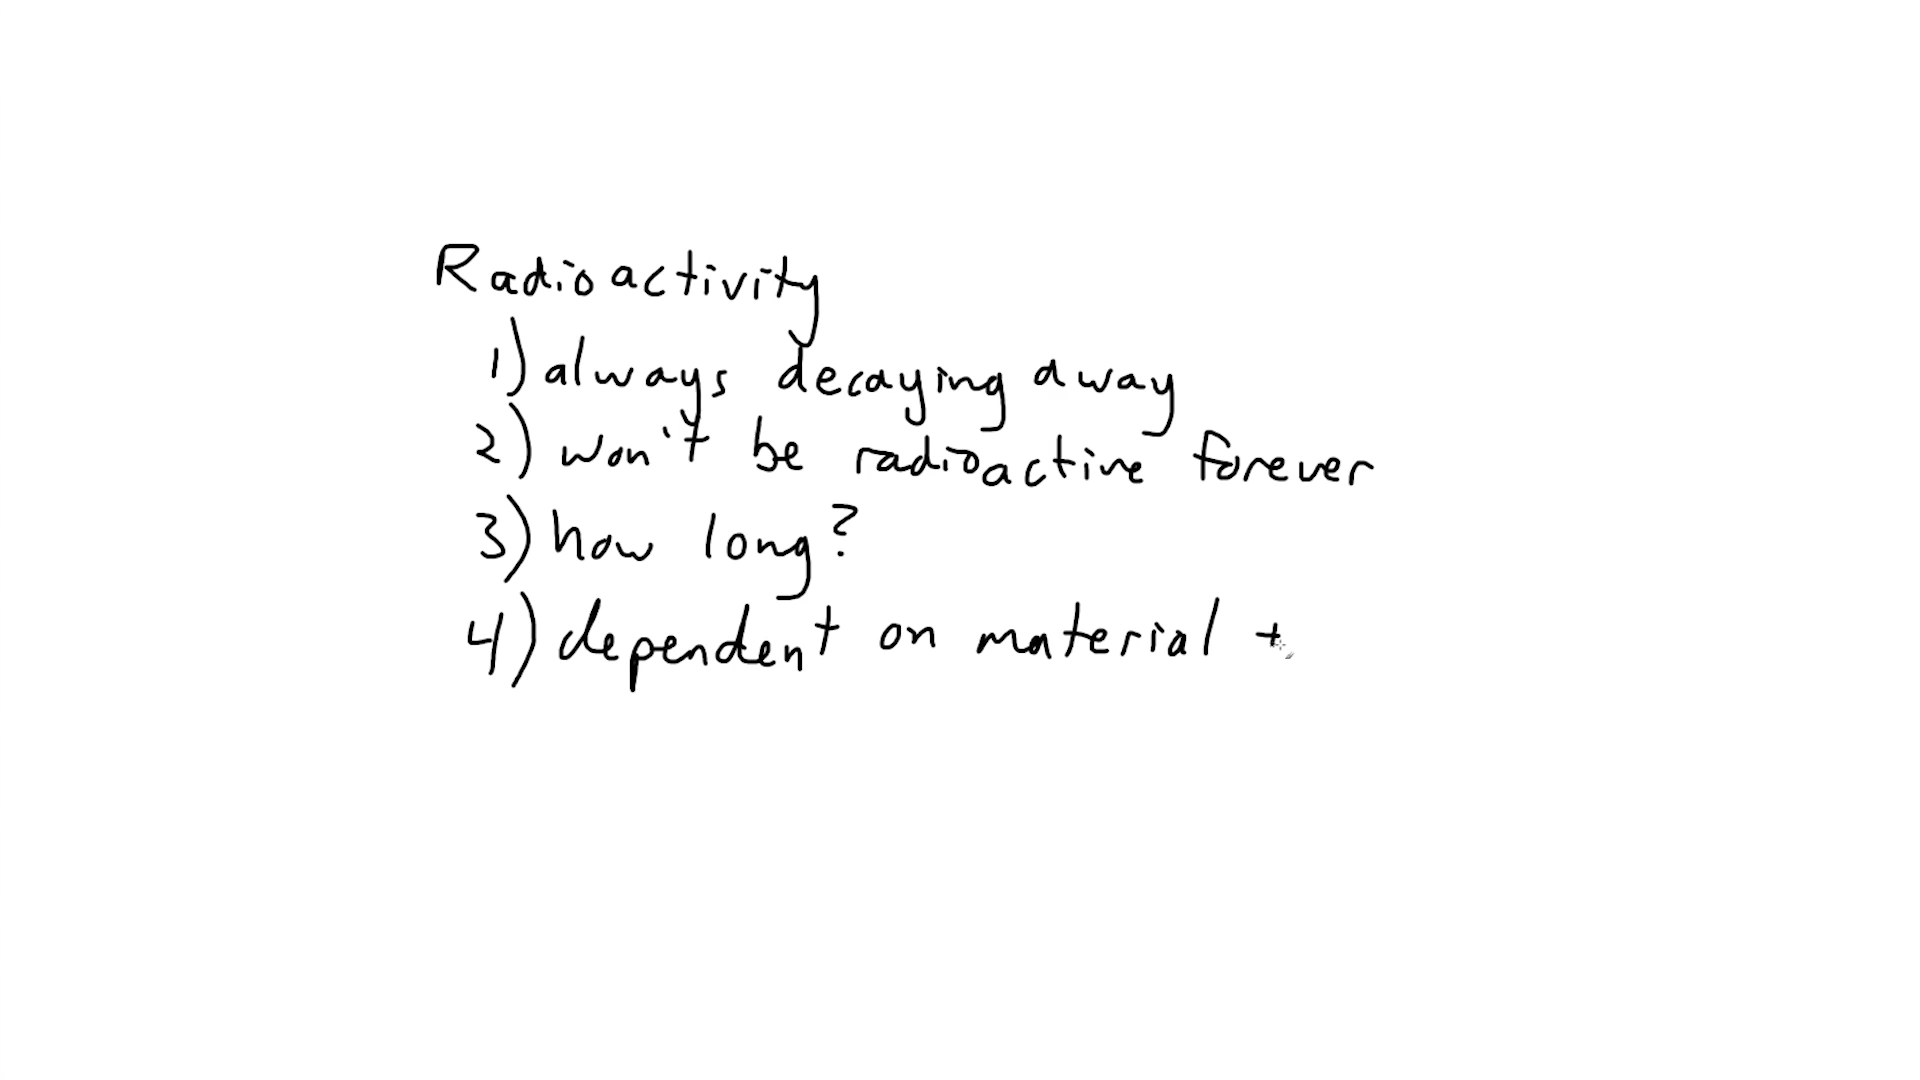 Radioactivity
1) always decaying away
2) won't be radioactive forever
3) how long?
4) dependent on material +